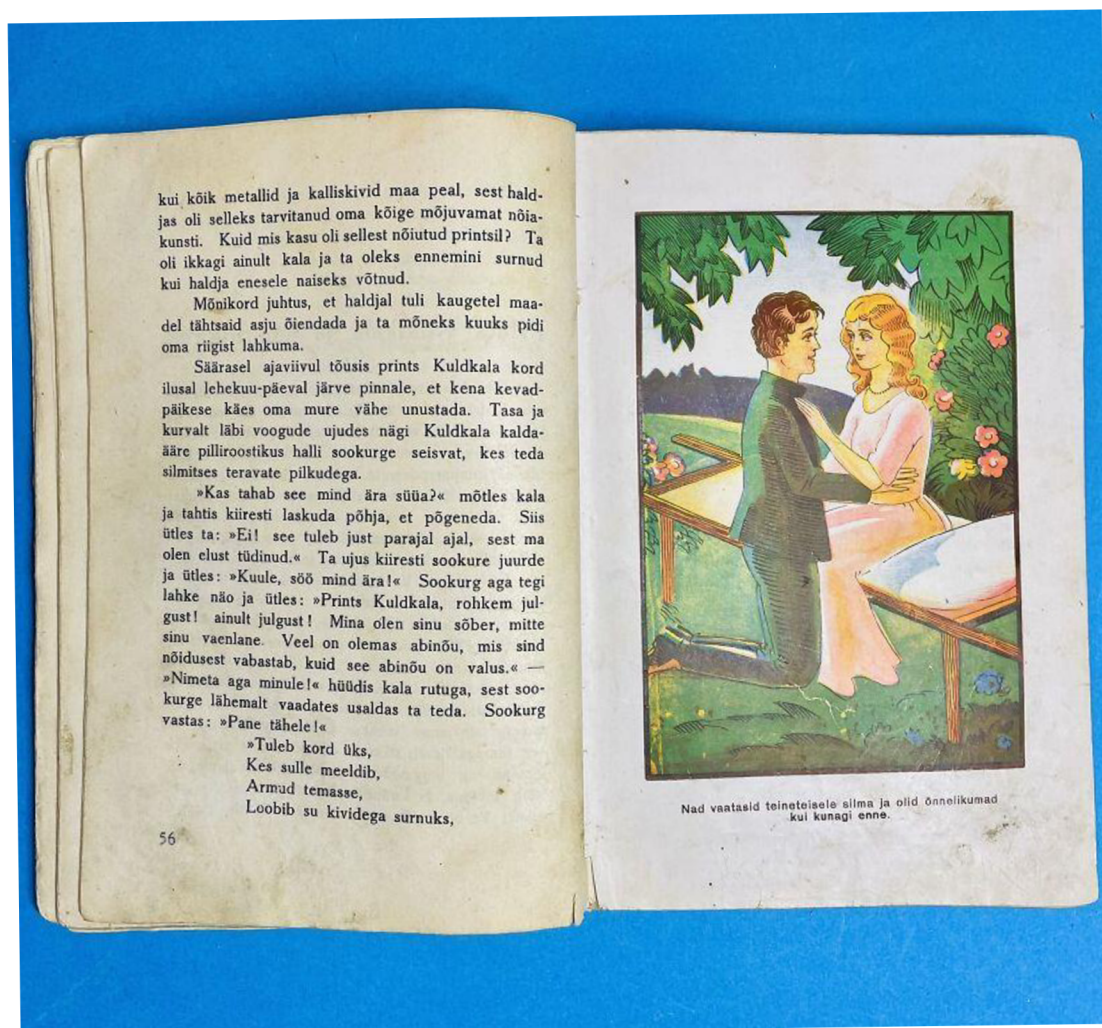 kui kõik metallid ja kalliskivid maa peal, sest hald-
jas oli selleks tarvitanud oma kõige mõjuvamat nõia-
kunsti. Kuid mis kasu oli sellest nõiutud printsil? Ta
oli ikkagi ainult kala ja ta oleks ennemini surnud
kui haldja enesele naiseks võtnud.
Mõnikord juhtus, et haldjal tuli kaugetel maa-
del tähtsaid asju õiendada ja ta mõneks kuuks pidi
oma riigist lahkuma.
Säärasel ajaviivul tõusis prints Kuldkala kord
ilusal lehekuu-päeval järve pinnale, et kena kevad-
päikese käes oma mure vähe unustada. Tasa ja
kurvalt läbi voogude ujudes nägi Kuldkala kalda-
ääre pilliroostikus halli sookurge seisvat, kes teda
silmitses teravate pilkudega.
»Kas tahab see mind ära süüa?« mõtles kala
ja tahtis kiiresti laskuda põhja, et põgeneda. Siis
ütles ta: »Ei! see tuleb just parajal ajal, sest ma
olen elust tüdinud.« Ta ujus kiiresti sookure juurde
ja ütles: »Kuule, söö mind ära!« Sookurg aga tegi
lahke näo ja ütles: »Prints Kuldkala, rohkem jul-
gust! ainult julgust! Mina olen sinu sõber, mitte
sinu vaenlane. Veel on olemas abinõu, mis sind
nõidusest vabastab, kuid see abinõu on valus.« —
»Nimeta aga minule!« hüüdis kala rutuga, sest soo-
kurge lähemalt vaadates usaldas ta teda. Sookurg
vastas: »Pane tähele!«
»Tuleb kord üks,
Kes sulle meeldib,
Armud temasse,
Loobib su kividega surnuks,
56
Nad vaatasid teineteisele silma ja olid õnnelikumad
kui kunagi enne.